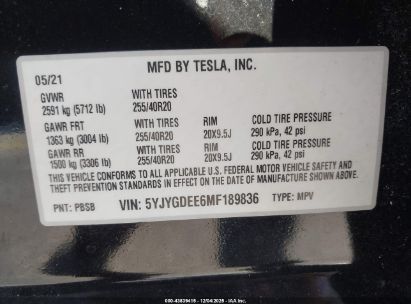 MFD BY TESLA, INC.
05/21
GVWR WITH TIRES
2591 kg (5712 lb) 255/40R20
GAWR FRT WITH TIRES RIM COLD TIRE PRESSURE
1363 kg (3004 lb) 255/40R20 20X9.5J 290 kPa, 42 psi
GAWR RR WITH TIRES RIM COLD TIRE PRESSURE
1500 kg (3306 lb) 255/40R20 20X9.5J 290 kPa, 42 psi
THIS VEHICLE CONFORMS TO ALL APPLICABLE U.S. FEDERAL MOTOR VEHICLE SAFETY AND
THEFT PREVENTION STANDARDS IN EFFECT ON THE DATE OF MANUFACTURE SHOWN ABOVE.
PNT: PBSB VIN: 5YJYGDEE6MF189836 TYPE: MPV